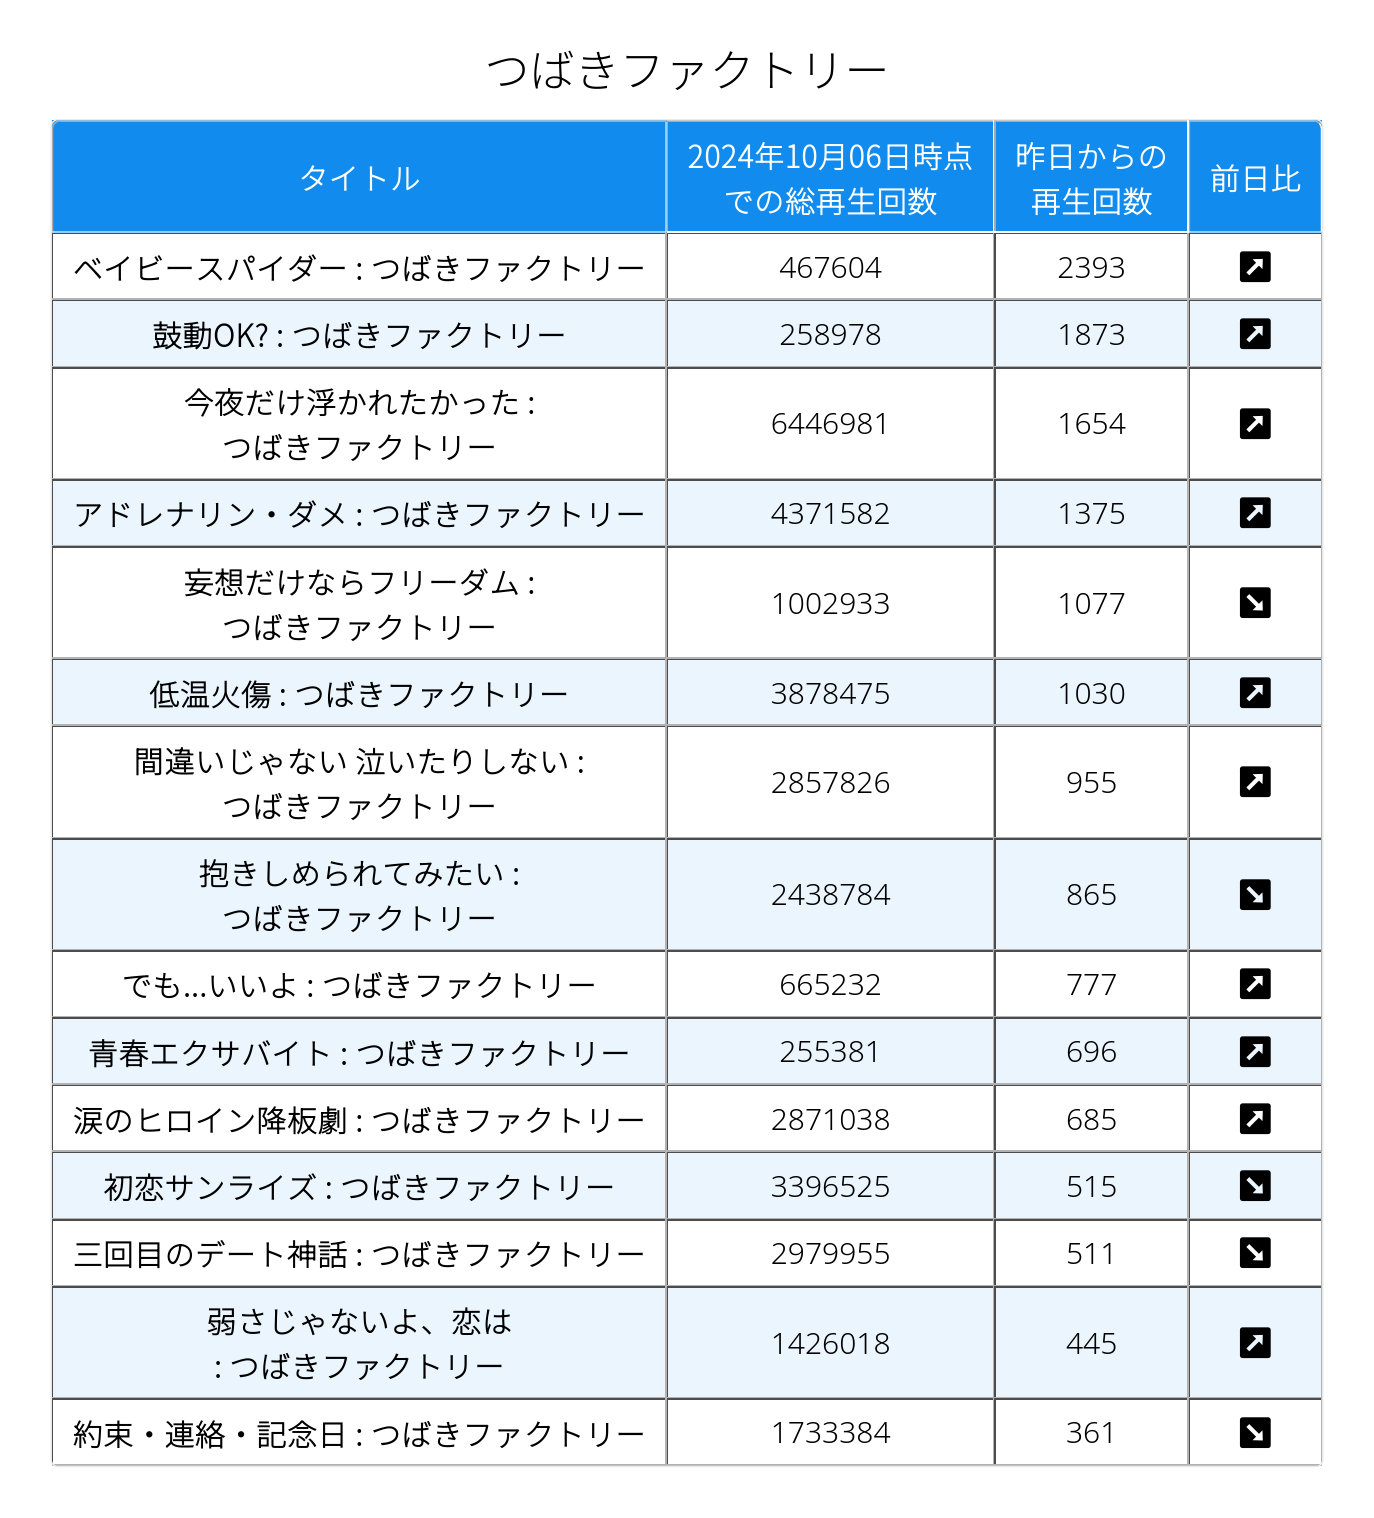 つばきファクトリー
タイトル
2024年10月06日時点
での総再生回数
昨日からの
再生回数
前日比
ベイビースパイダー : つばきファクトリー 467604 2393 ↗
鼓動OK? : つばきファクトリー 258978 1873 ↗
今夜だけ浮かれたかった :
つばきファクトリー 6446981 1654 ↗
アドレナリン・ダメ : つばきファクトリー 4371582 1375 ↗
妄想だけならフリーダム :
つばきファクトリー 1002933 1077 ↘
低温火傷 : つばきファクトリー 3878475 1030 ↗
間違いじゃない 泣いたりしない :
つばきファクトリー 2857826 955 ↗
抱きしめられてみたい :
つばきファクトリー 2438784 865 ↘
でも...いいよ : つばきファクトリー 665232 777 ↗
青春エクサバイト : つばきファクトリー 255381 696 ↗
涙のヒロイン降板劇 : つばきファクトリー 2871038 685 ↗
初恋サンライズ : つばきファクトリー 3396525 515 ↘
三回目のデート神話 : つばきファクトリー 2979955 511 ↘
弱さじゃないよ、恋は
: つばきファクトリー 1426018 445 ↗
約束・連絡・記念日 : つばきファクトリー 1733384 361 ↘